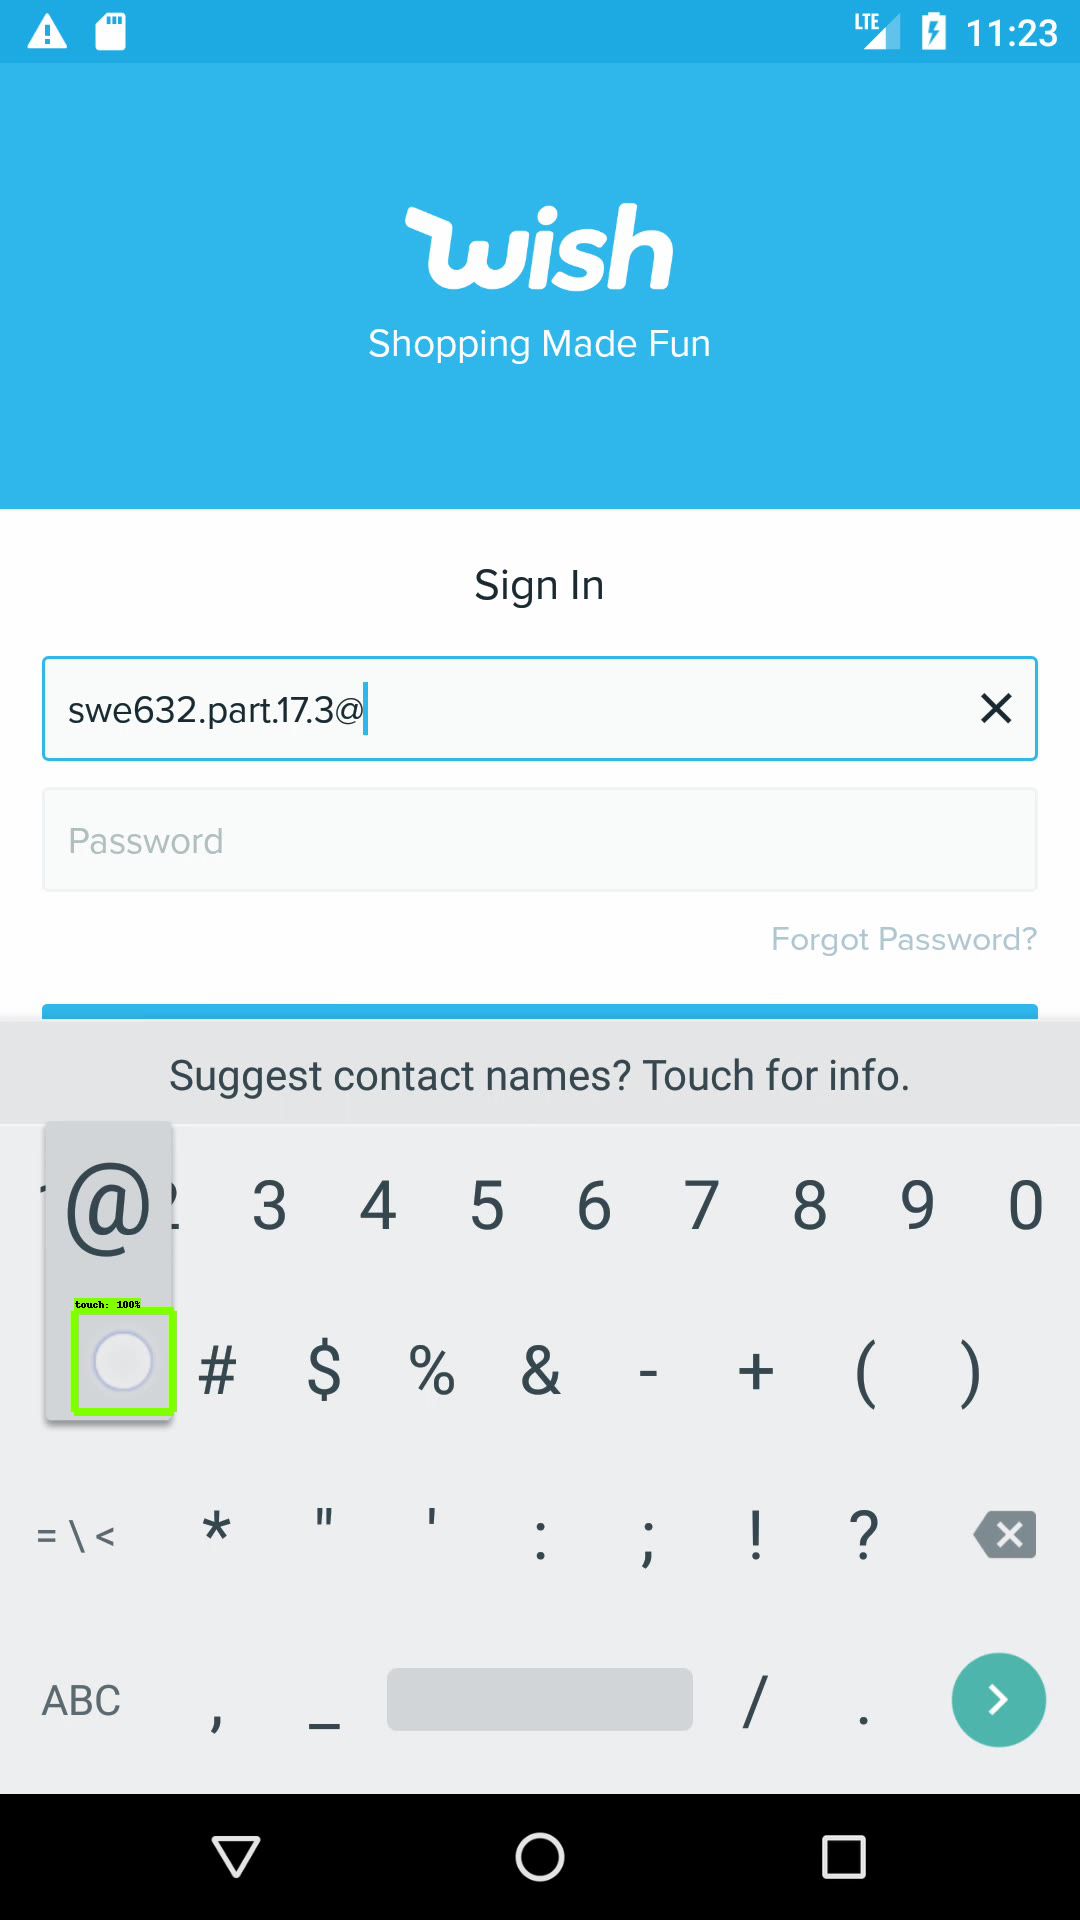 LTE 11:23
wish
Shopping Made Fun
Sign In
swe632.part.17.3@
Password
Forgot Password?
Suggest contact names? Touch for info.
@ 2 3 4 5 6 7 8 9 0
touch: 100%
# $ % & - + ( )
= \ < * " ' : ; ! ?
ABC , _ / .